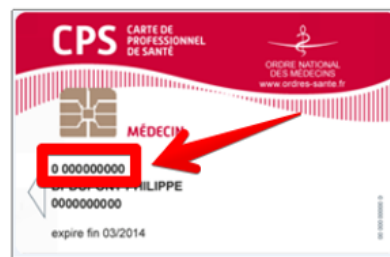 CPS CARTE DE
PROFESSIONNEL
DE SANTÉ
ORDRE NATIONAL
DES MÉDECINS
www.ordres-sante.fr
MÉDECIN
0 000000000
DUPONT PHILIPPE
0000000000
expire fin 03/2014